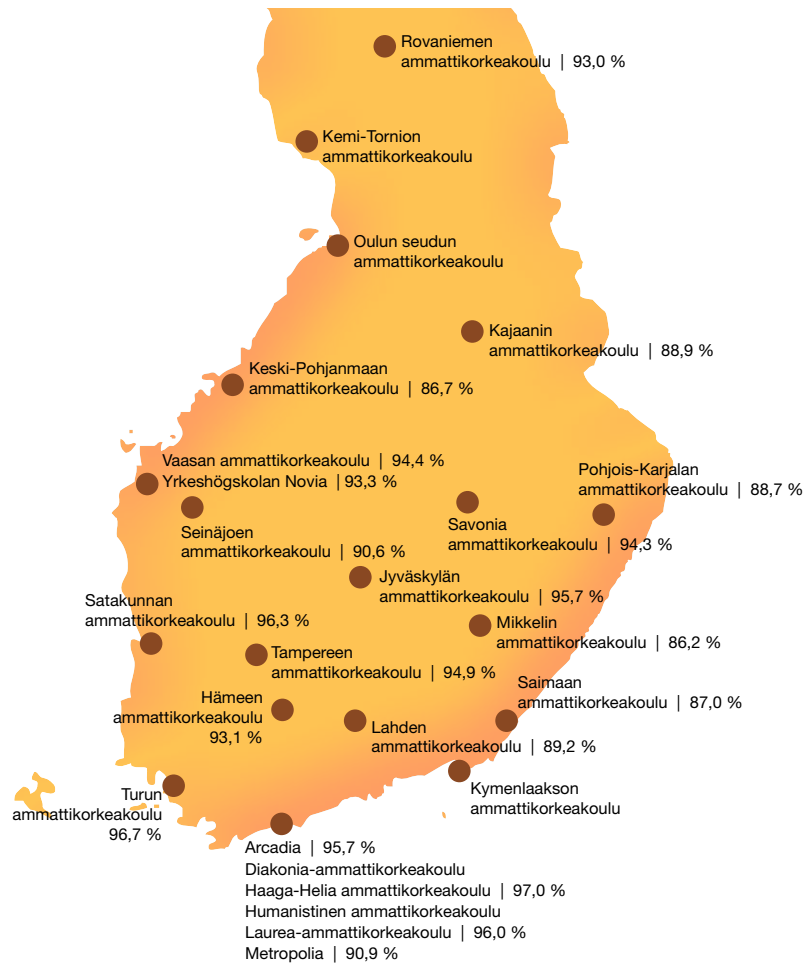 Rovaniemen
ammattikorkeakoulu | 93,0 %
Kemi-Tornion
ammattikorkeakoulu
Oulun seudun
ammattikorkeakoulu
Kajaanin
ammattikorkeakoulu | 88,9 %
Keski-Pohjanmaan
ammattikorkeakoulu | 86,7 %
Vaasan ammattikorkeakoulu | 94,4 %
Yrkeshögskolan Novia | 93,3 %
Pohjois-Karjalan
ammattikorkeakoulu | 88,7 %
Seinäjoen
ammattikorkeakoulu | 90,6 %
Savonia
ammattikorkeakoulu | 94,3 %
Jyväskylän
ammattikorkeakoulu | 95,7 %
Satakunnan
ammattikorkeakoulu | 96,3 %
Mikkelin
ammattikorkeakoulu | 86,2 %
Tampereen
ammattikorkeakoulu | 94,9 %
Saimaan
ammattikorkeakoulu | 87,0 %
Hämeen
ammattikorkeakoulu
93,1 %
Lahden
ammattikorkeakoulu | 89,2 %
Kymenlaakson
ammattikorkeakoulu
Turun
ammattikorkeakoulu
96,7 %
Arcadia | 95,7 %
Diakonia-ammattikorkeakoulu
Haaga-Helia ammattikorkeakoulu | 97,0 %
Humanistinen ammattikorkeakoulu
Laurea-ammattikorkeakoulu | 96,0 %
Metropolia | 90,9 %